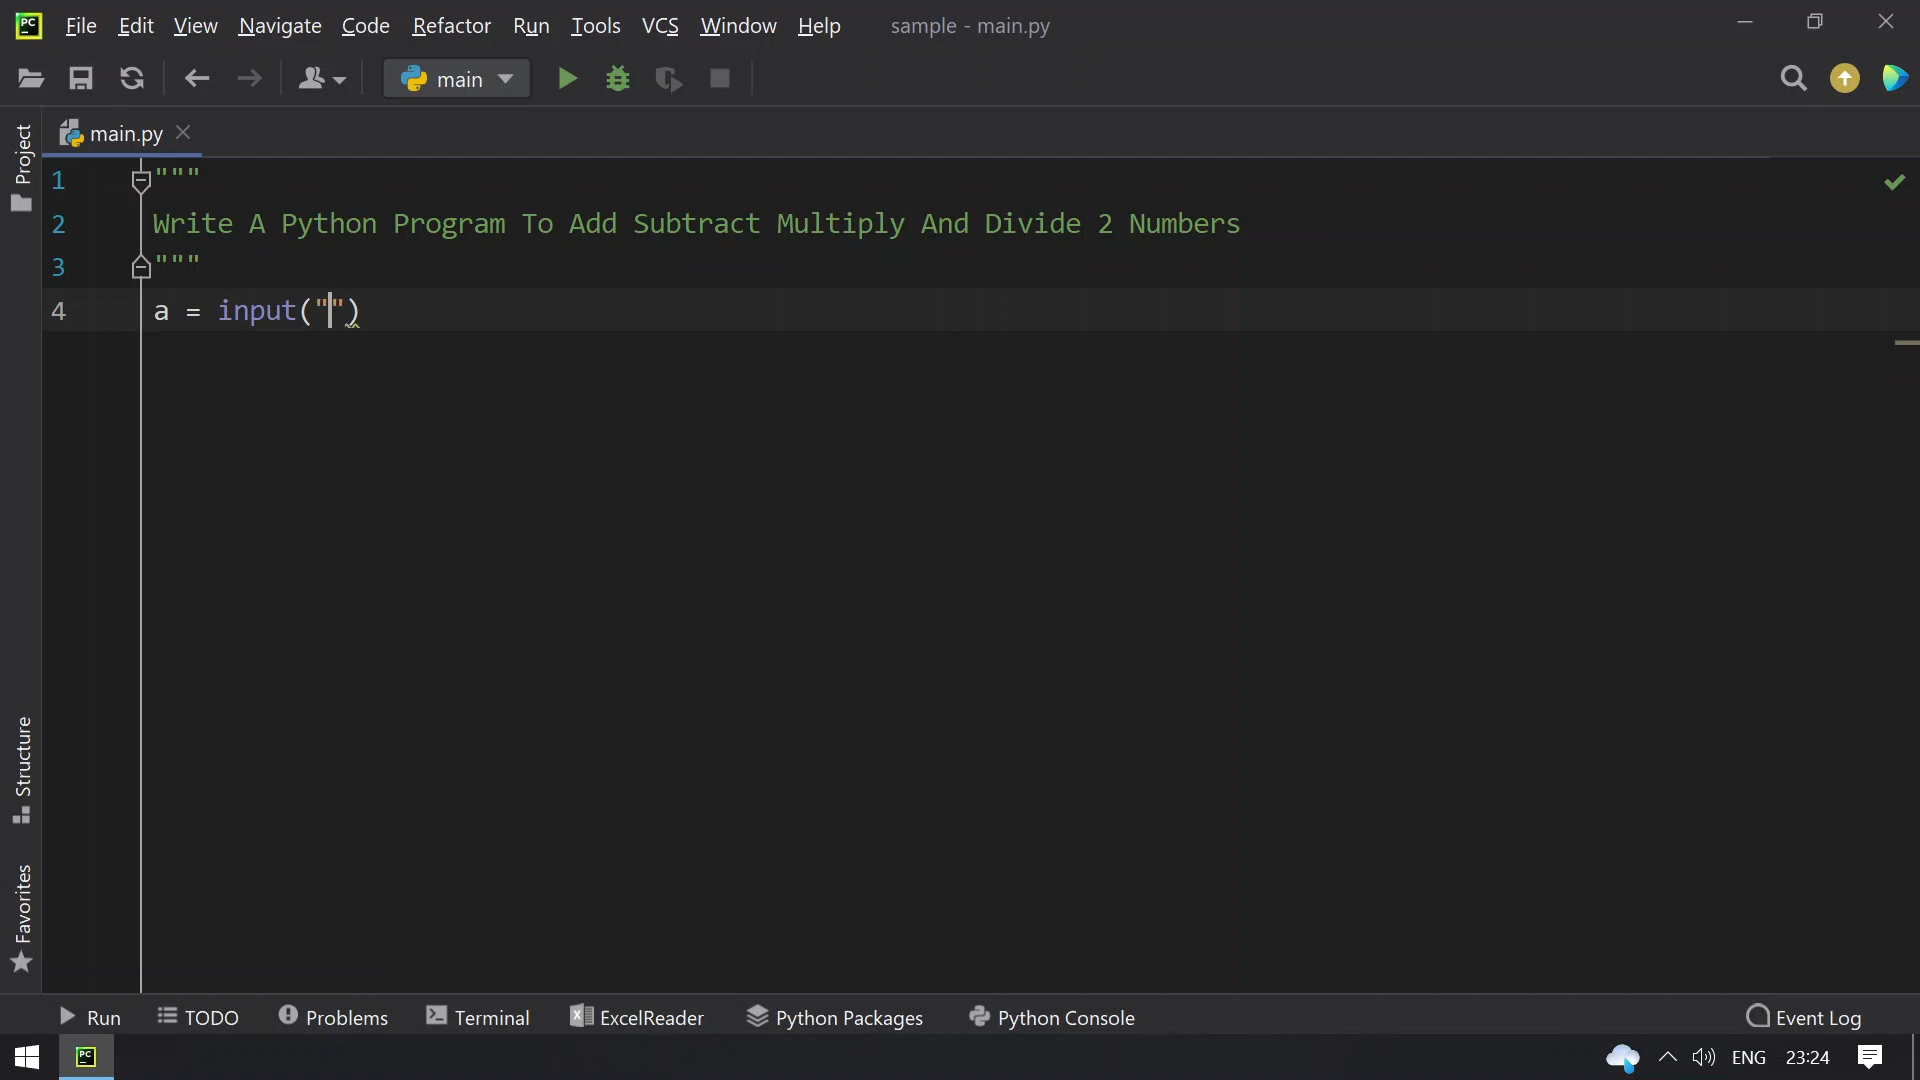 PC File Edit View Navigate Code Refactor Run Tools VCS Window Help sample - main.py
main
main.py
Project
1 """
2 Write A Python Program To Add Subtract Multiply And Divide 2 Numbers
3 """
4 a = input("")
Structure
Favorites
Run TODO Problems Terminal ExcelReader Python Packages Python Console Event Log
PC ENG 23:24